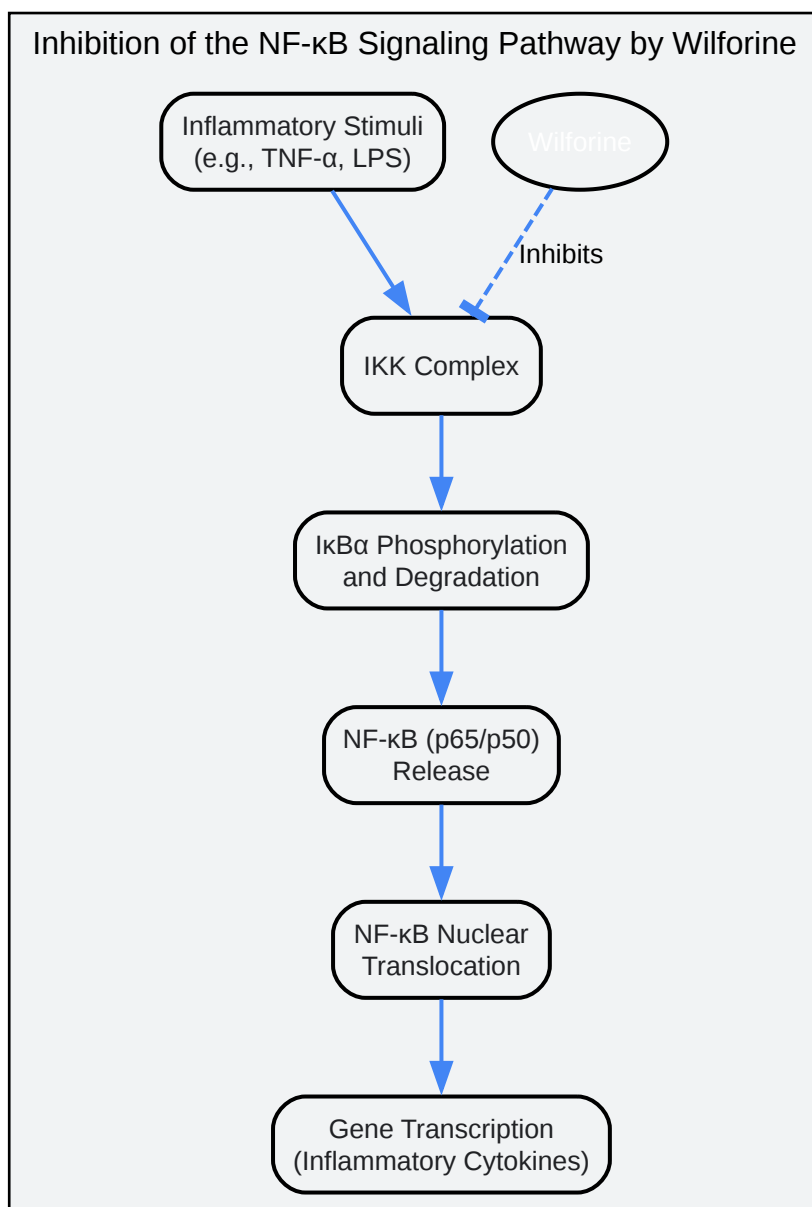 Inhibition of the NF-κB Signaling Pathway by Wilforine
Inflammatory Stimuli
(e.g., TNF-α, LPS)
Wilforine
Inhibits
IKK Complex
IκBα Phosphorylation
and Degradation
NF-κB (p65/p50)
Release
NF-κB Nuclear
Translocation
Gene Transcription
(Inflammatory Cytokines)